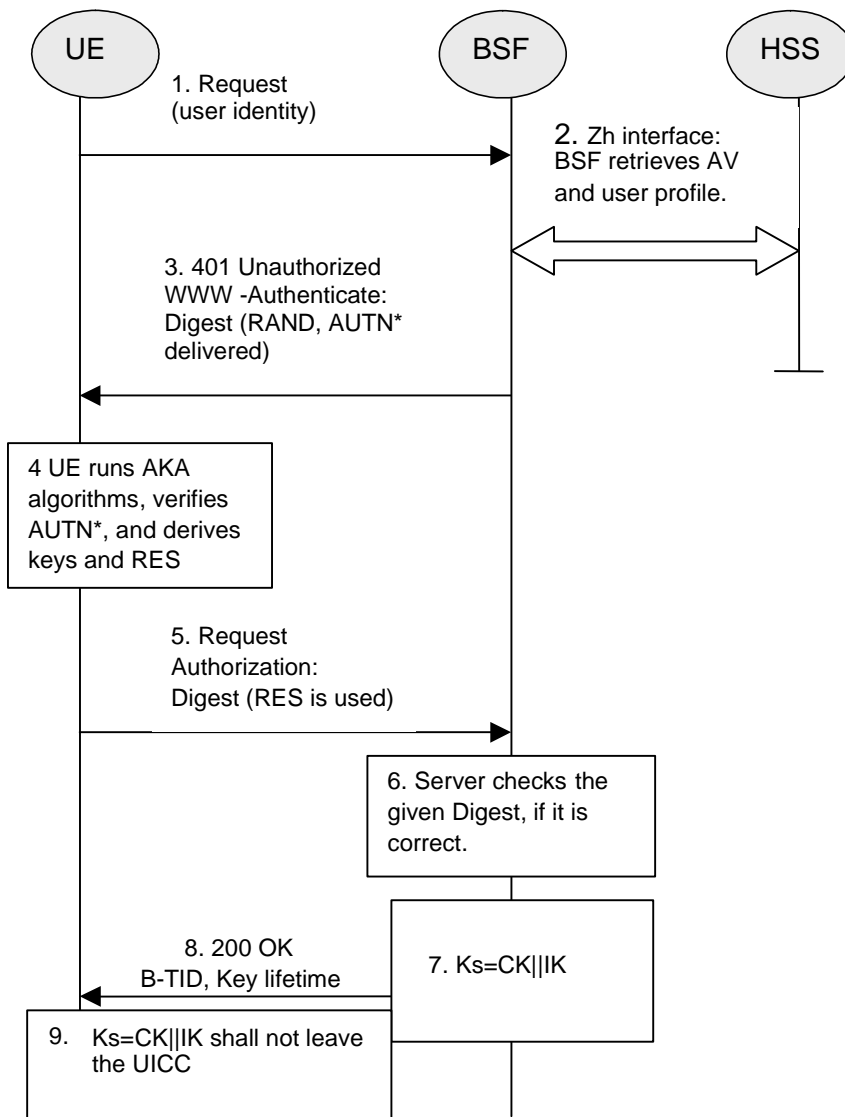 UE
BSF
HSS
1. Request
(user identity)
2. Zh interface:
BSF retrieves AV
and user profile.
3. 401 Unauthorized
WWW -Authenticate:
Digest (RAND, AUTN*
delivered)
4 UE runs AKA
algorithms, verifies
AUTN*, and derives
keys and RES
5. Request
Authorization:
Digest (RES is used)
6. Server checks the
given Digest, if it is
correct.
7. Ks=CK||IK
8. 200 OK
B-TID, Key lifetime
9. Ks=CK||IK shall not leave
the UICC